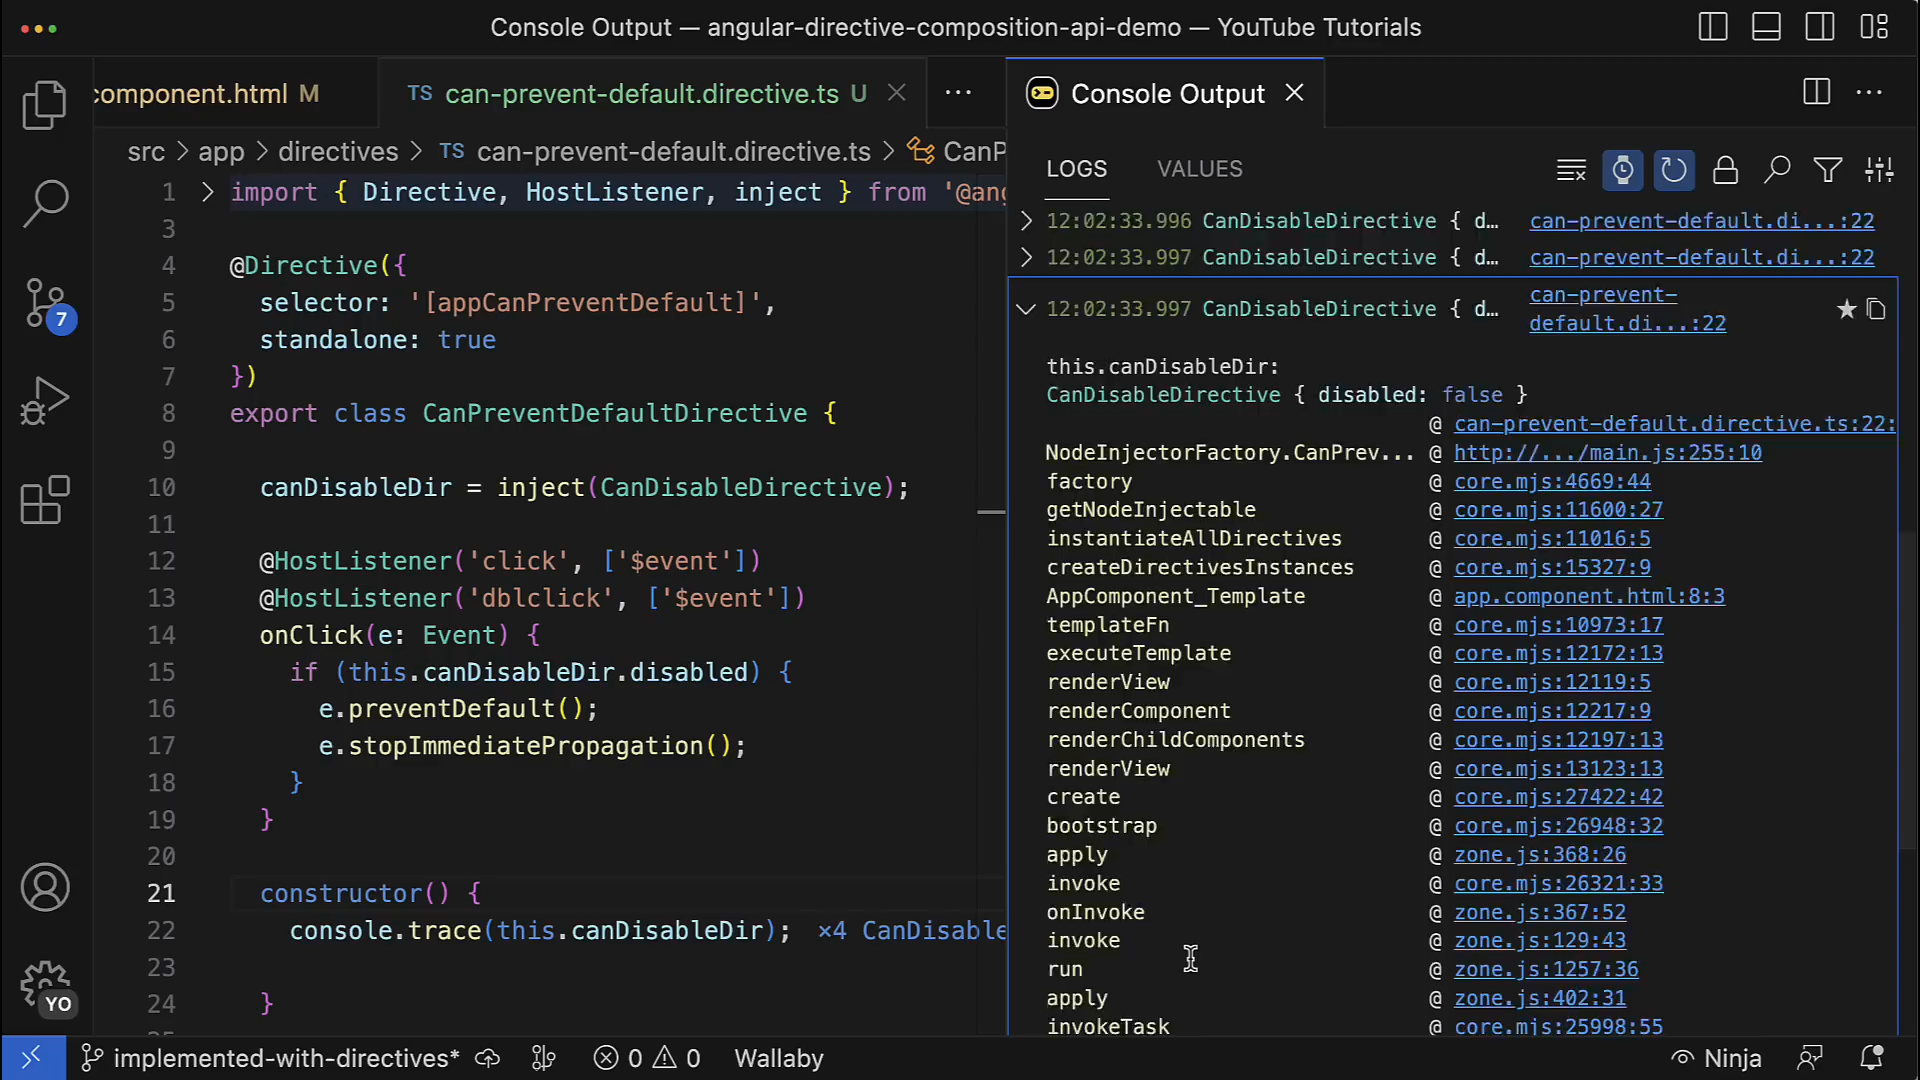 Console Output — angular-directive-composition-api-demo — YouTube Tutorials
component.html M
TS can-prevent-default.directive.ts U
Console Output
src > app > directives > TS can-prevent-default.directive.ts > CanP
1 import { Directive, HostListener, inject } from '@ang
3
4 @Directive({
5 selector: '[appCanPreventDefault]',
6 standalone: true
7 })
8 export class CanPreventDefaultDirective {
9
10 canDisableDir = inject(CanDisableDirective);
11
12 @HostListener('click', ['$event'])
13 @HostListener('dblclick', ['$event'])
14 onClick(e: Event) {
15 if (this.canDisableDir.disabled) {
16 e.preventDefault();
17 e.stopImmediatePropagation();
18 }
19 }
20
21 constructor() {
22 console.trace(this.canDisableDir); ×4 CanDisable
23
24 }
LOGS VALUES
12:02:33.996 CanDisableDirective { d… can-prevent-default.di...:22
12:02:33.997 CanDisableDirective { d… can-prevent-default.di...:22
12:02:33.997 CanDisableDirective { d… can-prevent-
default.di...:22
this.canDisableDir:
CanDisableDirective { disabled: false }
@ can-prevent-default.directive.ts:22:
NodeInjectorFactory.CanPrev... @ http://.../main.js:255:10
factory @ core.mjs:4669:44
getNodeInjectable @ core.mjs:11600:27
instantiateAllDirectives @ core.mjs:11016:5
createDirectivesInstances @ core.mjs:15327:9
AppComponent_Template @ app.component.html:8:3
templateFn @ core.mjs:10973:17
executeTemplate @ core.mjs:12172:13
renderView @ core.mjs:12119:5
renderComponent @ core.mjs:12217:9
renderChildComponents @ core.mjs:12197:13
renderView @ core.mjs:13123:13
create @ core.mjs:27422:42
bootstrap @ core.mjs:26948:32
apply @ zone.js:368:26
invoke @ core.mjs:26321:33
onInvoke @ zone.js:367:52
invoke @ zone.js:129:43
run @ zone.js:1257:36
apply @ zone.js:402:31
invokeTask @ core.mjs:25998:55
7
YO
implemented-with-directives* 0 0 Wallaby
Ninja